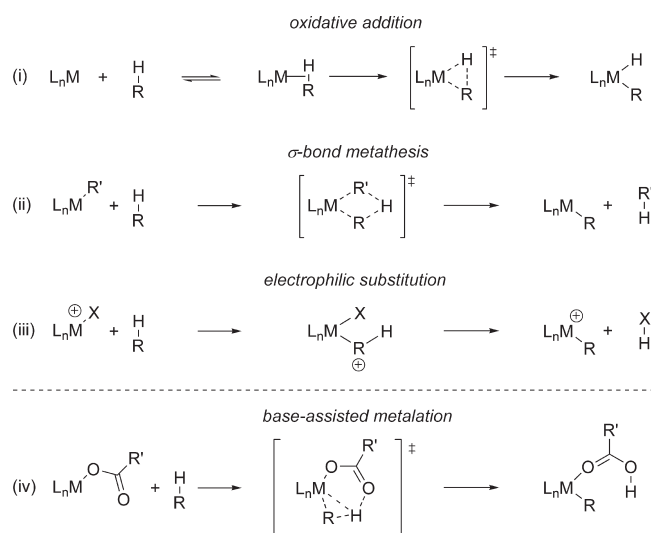 oxidative addition
(i) LₙM + H R LₙM H R [ LₙM H R ]‡ LₙM H R
σ-bond metathesis
(ii) LₙM R' + H R [ LₙM R' H R ]‡ LₙM R + R' H
electrophilic substitution
(iii) LₙM ⊕ X + H R LₙM X R H ⊕ LₙM ⊕ R + X H
base-assisted metalation
(iv) LₙM O O R' + H R [ LₙM O O R' R H ]‡ LₙM O O R' H R